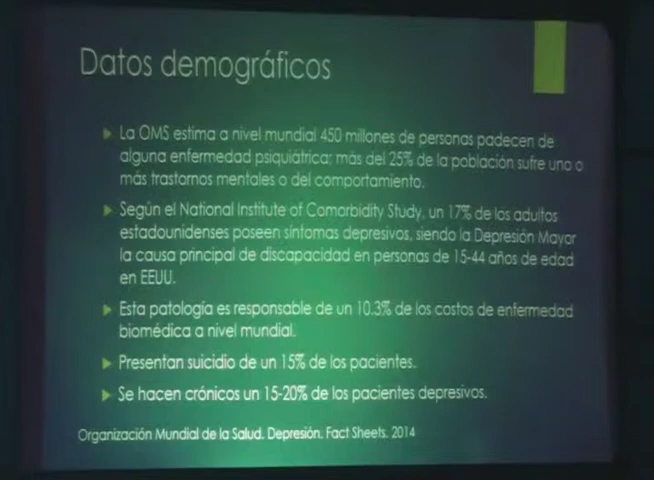 Datos demográficos
La OMS estima a nivel mundial 450 millones de personas padecen de
alguna enfermedad psiquiátrica; más del 25% de la población sufre uno o
más trastornos mentales o del comportamiento.
Según el National Institute of Comorbidity Study, un 17% de los adultos
estadounidenses poseen síntomas depresivos, siendo la Depresión Mayor
la causa principal de discapacidad en personas de 15-44 años de edad
en EEUU.
Esta patología es responsable de un 10.3% de los costos de enfermedad
biomédica a nivel mundial.
Presentan suicidio de un 15% de los pacientes.
Se hacen crónicos un 15-20% de los pacientes depresivos.
Organización Mundial de la Salud. Depresión. Fact Sheets. 2014